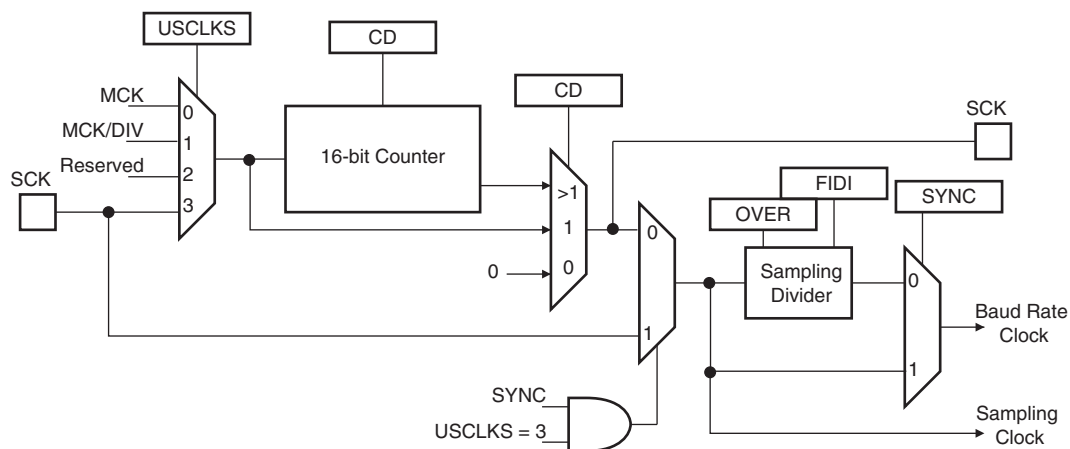 USCLKS
CD
CD
SCK
MCK
0
MCK/DIV
1
16-bit Counter
Reserved
2
SCK
3
>1
1
0
0
FIDI
OVER
SYNC
0
Sampling
Divider
0
1
1
Baud Rate
Clock
SYNC
USCLKS = 3
Sampling
Clock